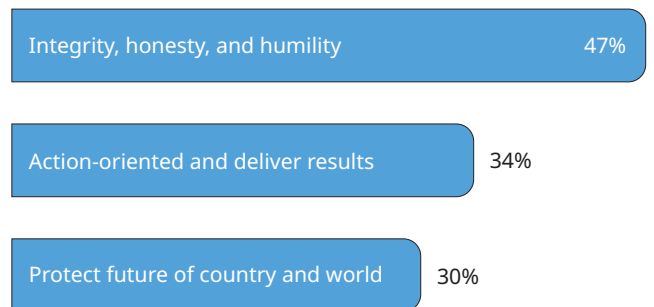 Integrity, honesty, and humility 47%
Action-oriented and deliver results 34%
Protect future of country and world 30%